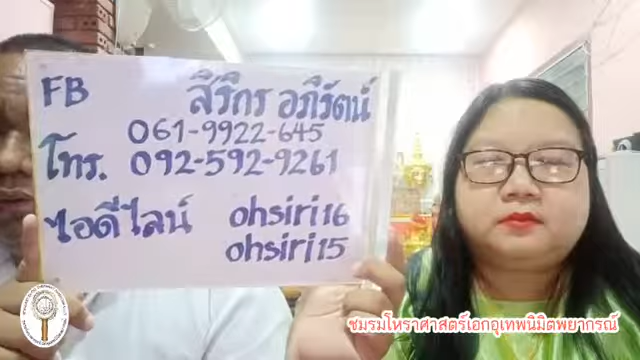 FB สิริกร อภิรัตน์
061-9922-645
โทร. 092-592-9261
ไอดีไลน์ ohsiri16
ohsiri15
ชมรมโหราศาสตร์เอกอุเทพนิมิตพยากรณ์